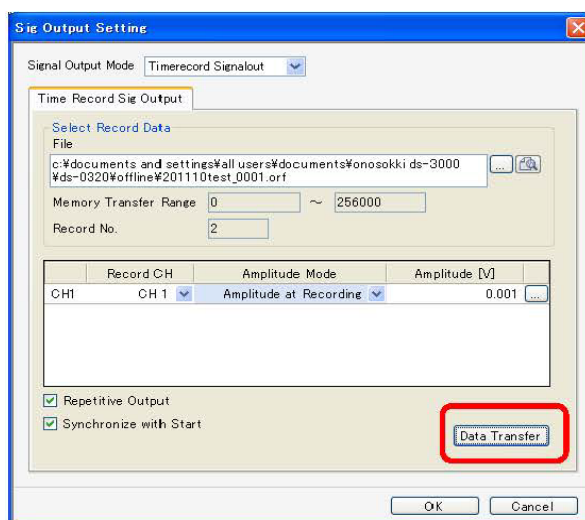 Sig Output Setting
Signal Output Mode Timerecord Signalout
Time Record Sig Output
Select Record Data
File
c:¥documents and settings¥all users¥documents¥onosokki ds-3000
¥ds-0320¥offline¥201110test_0001.orf
...
Memory Transfer Range 0 ~ 256000
Record No. 2
Record CH Amplitude Mode Amplitude [V]
CH1 CH 1 Amplitude at Recording 0.001 ...
Repetitive Output
Synchronize with Start
Data Transfer
OK Cancel